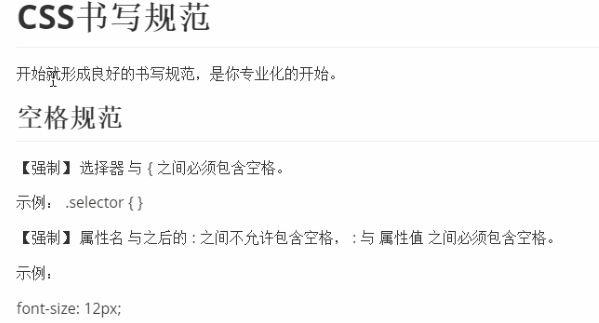 CSS书写规范
开始就形成良好的书写规范，是你专业化的开始。
空格规范
【强制】 选择器 与 { 之间必须包含空格。
示例： .selector { }
【强制】 属性名 与之后的 : 之间不允许包含空格， : 与 属性值 之间必须包含空格。
示例：
font-size: 12px;